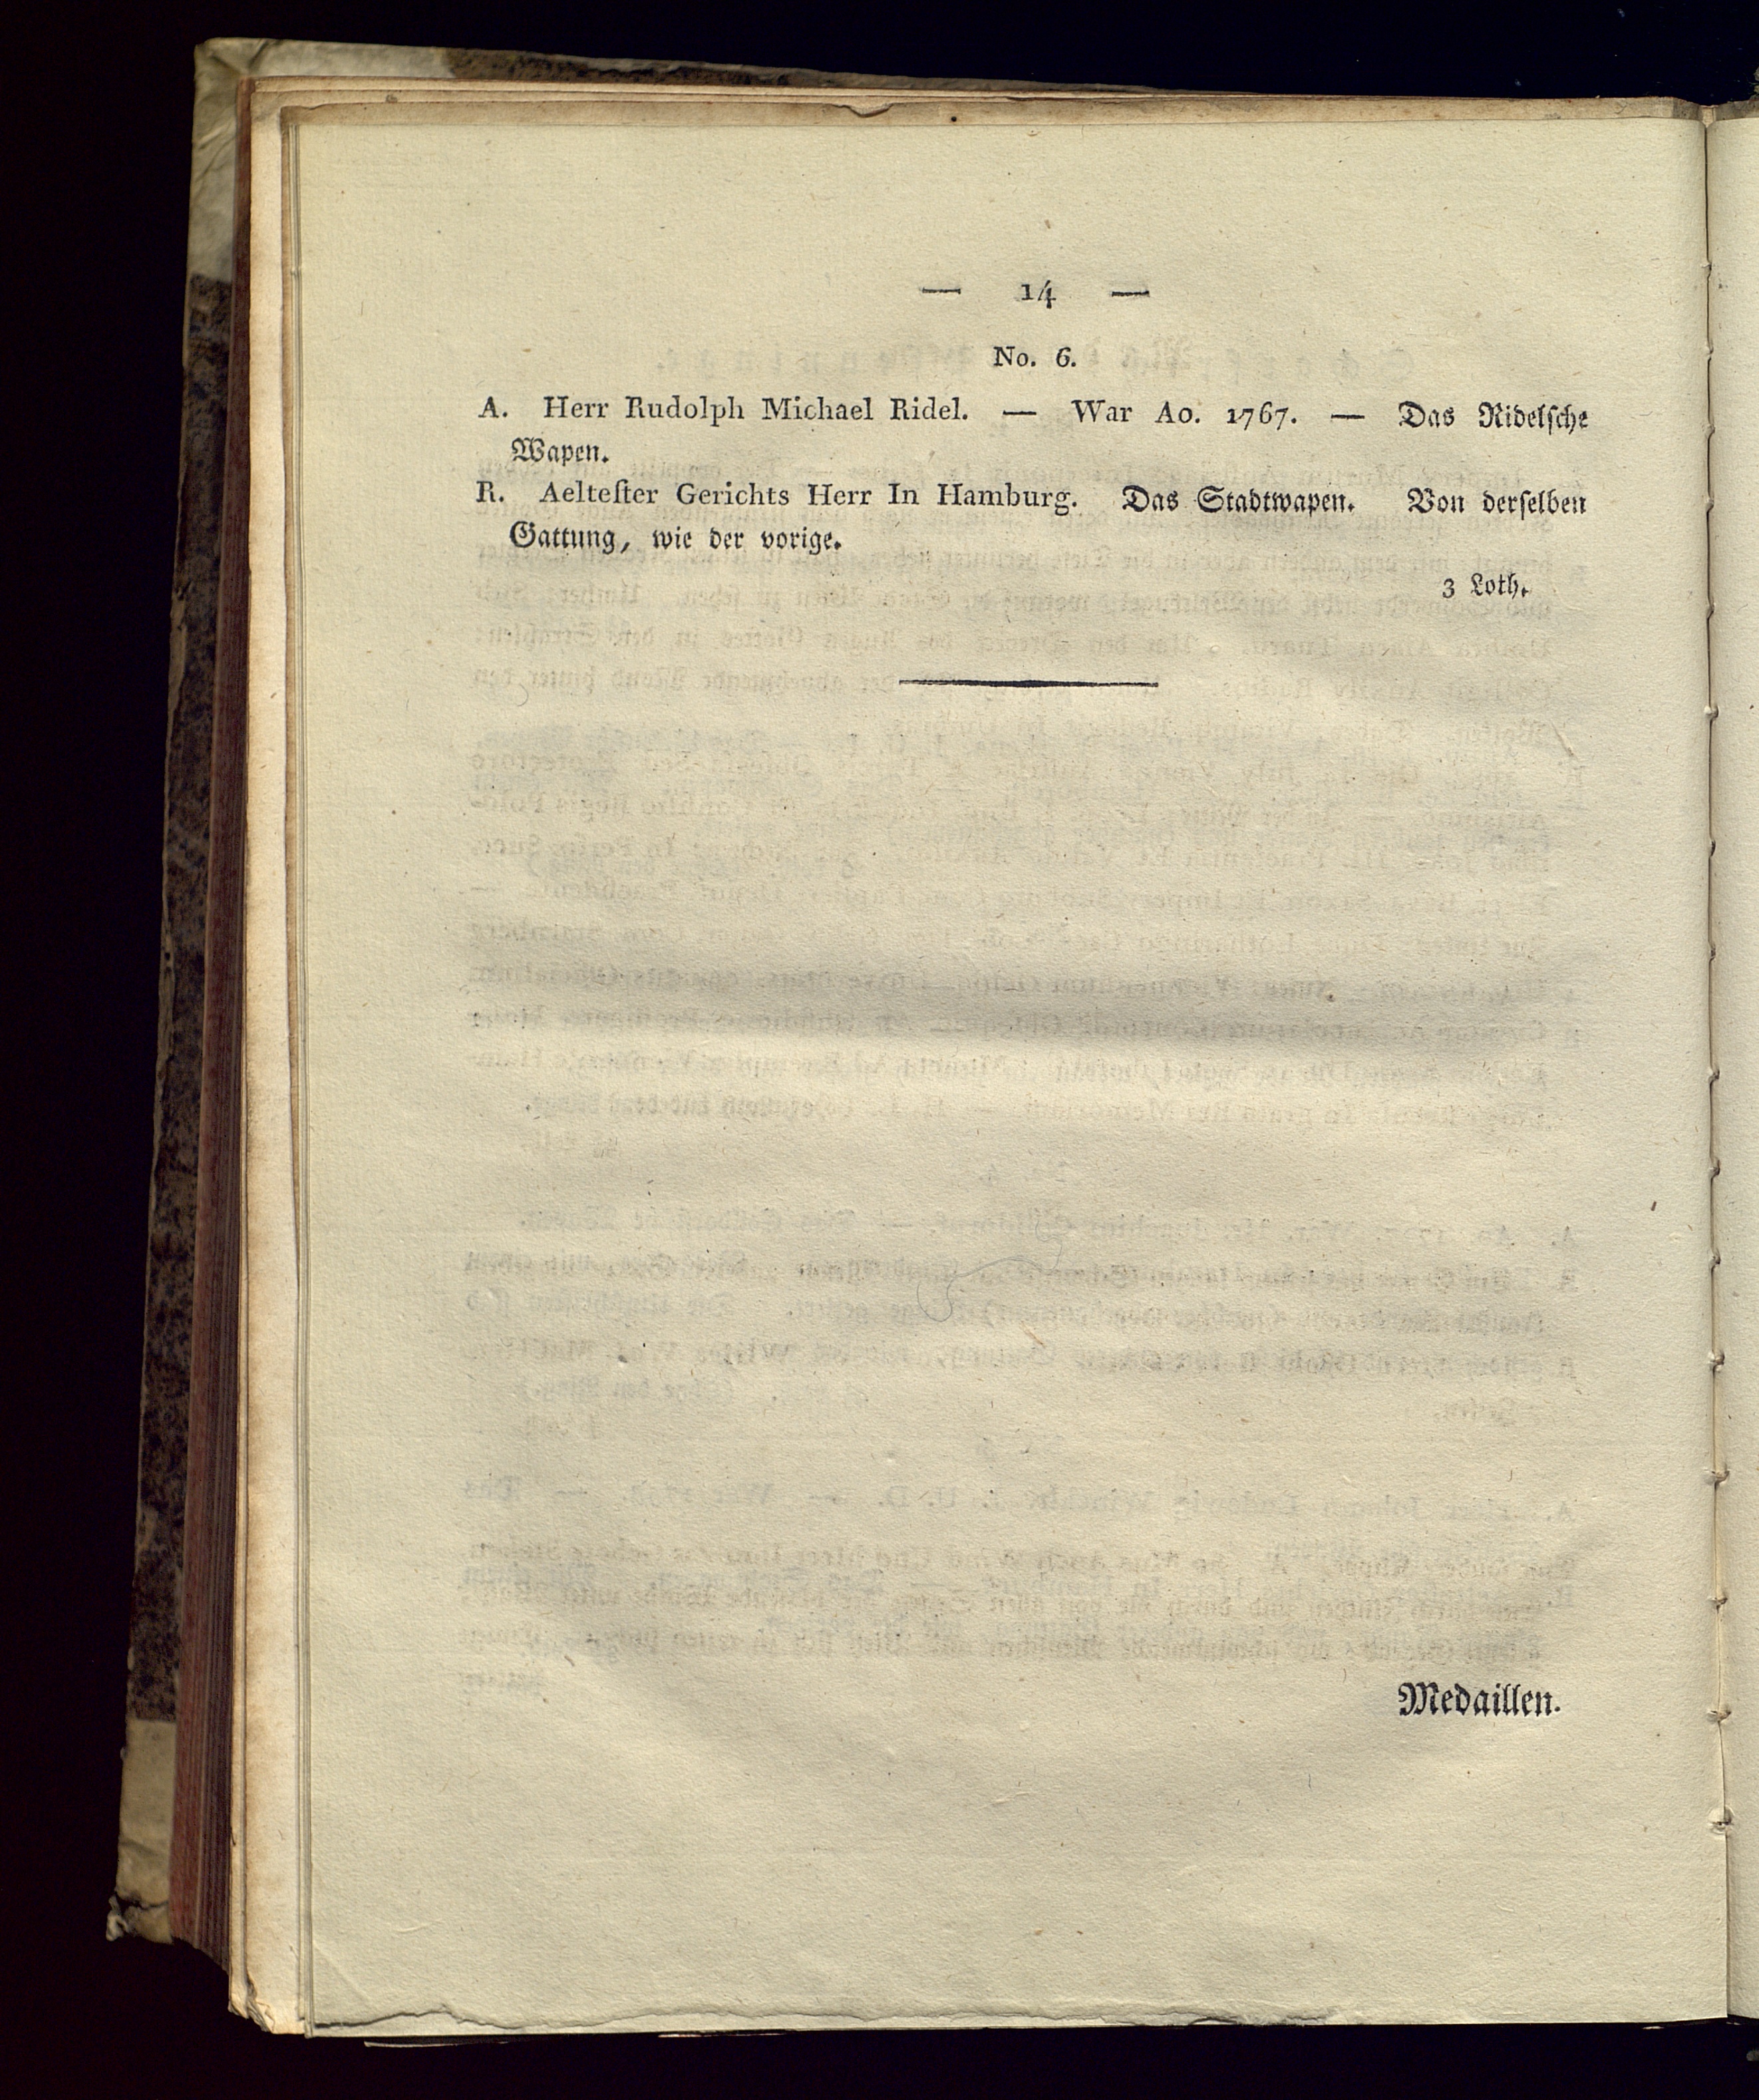 — 14 —
No. 6.
A. Herr Rudolph Michael Ridel. — War Ao. 1767. — Das Ridelſche
Wapen.
R. Aelteſter Gerichts Herr In Hamburg. Das Stadtwapen. Von derſelben
Gattung, wie der vorige.
3 Loth.
Medaillen.